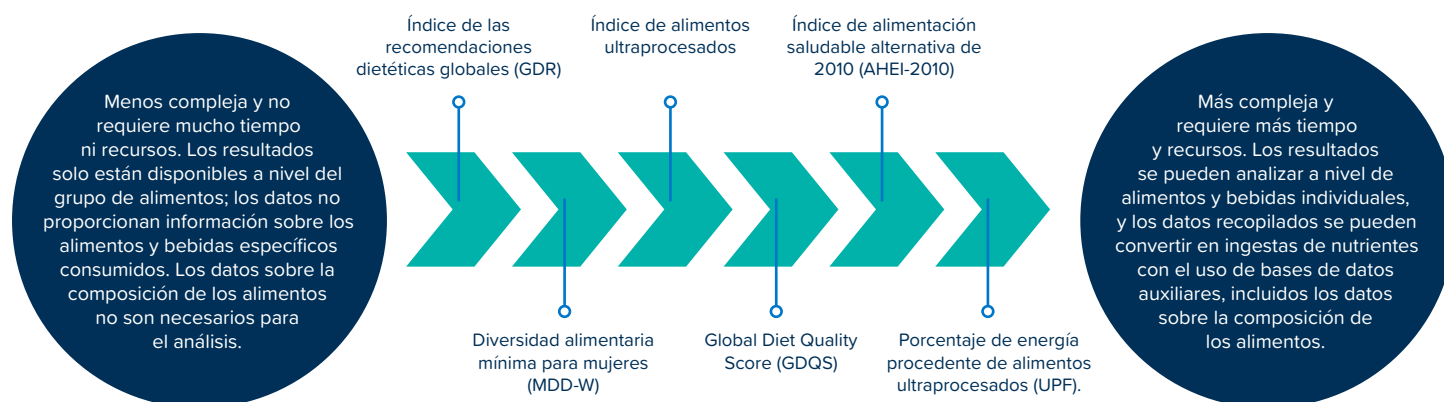 Menos compleja y no
requiere mucho tiempo
ni recursos. Los resultados
solo están disponibles a nivel del
grupo de alimentos; los datos no
proporcionan información sobre los
alimentos y bebidas específicos
consumidos. Los datos sobre la
composición de los alimentos
no son necesarios para
el análisis.
Índice de las
recomendaciones
dietéticas globales (GDR)
Diversidad alimentaria
mínima para mujeres
(MDD-W)
Índice de alimentos
ultraprocesados
Global Diet Quality
Score (GDQS)
Índice de alimentación
saludable alternativa de
2010 (AHEI-2010)
Porcentaje de energía
procedente de alimentos
ultraprocesados (UPF).
Más compleja y
requiere más tiempo
y recursos. Los resultados
se pueden analizar a nivel de
alimentos y bebidas individuales,
y los datos recopilados se pueden
convertir en ingestas de nutrientes
con el uso de bases de datos
auxiliares, incluidos los datos
sobre la composición de
los alimentos.